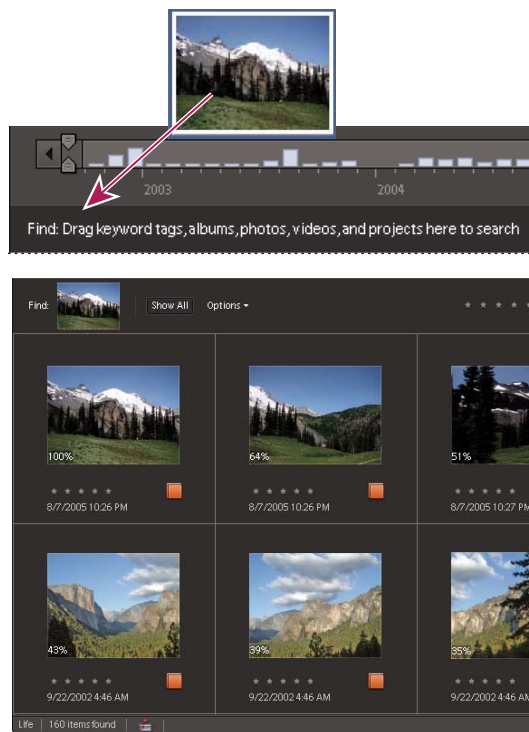 2003 2004
Find: Drag keyword tags, albums, photos, videos, and projects here to search
Find: Show All Options
100% 64% 51%
8/7/2005 10:26 PM 8/7/2005 10:26 PM 8/7/2005 10:27 PM
43% 39% 35%
9/22/2002 4:46 AM 9/22/2002 4:46 AM 9/22/2002 4:46 AM
Life 160 items found